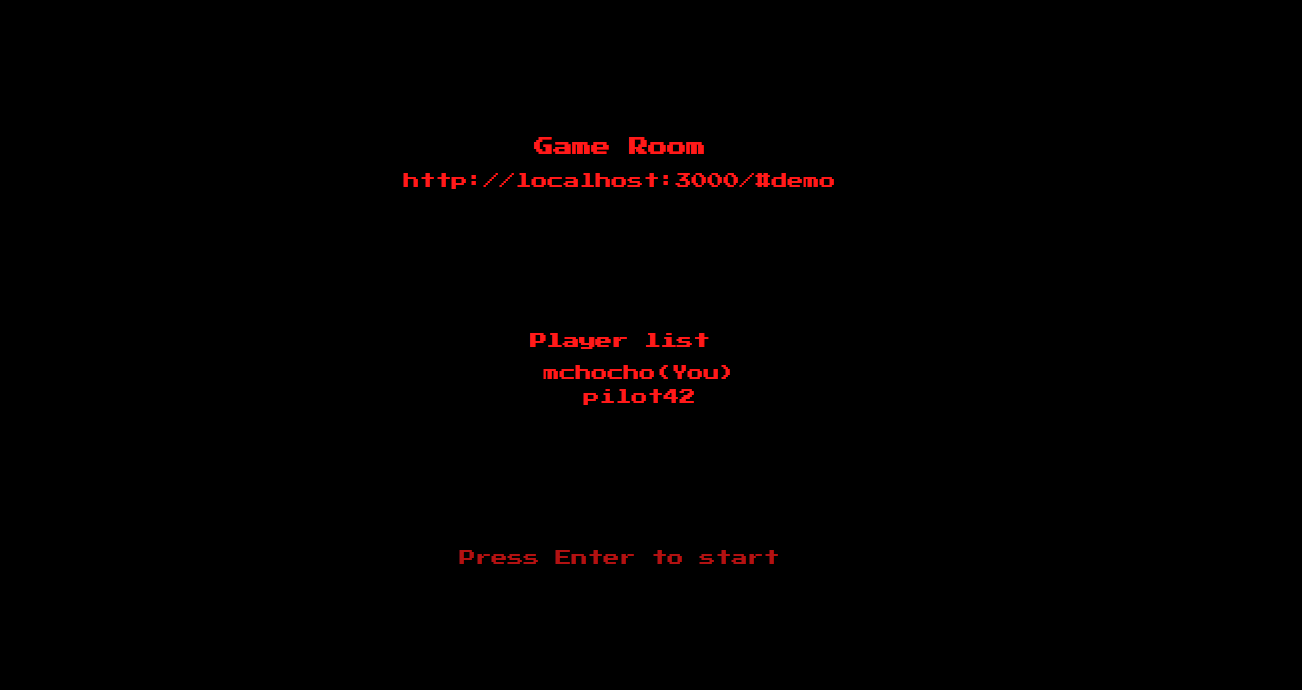 Game Room
http://localhost:3000/#demo
Player list
mchocho(You)
pilot42
Press Enter to start